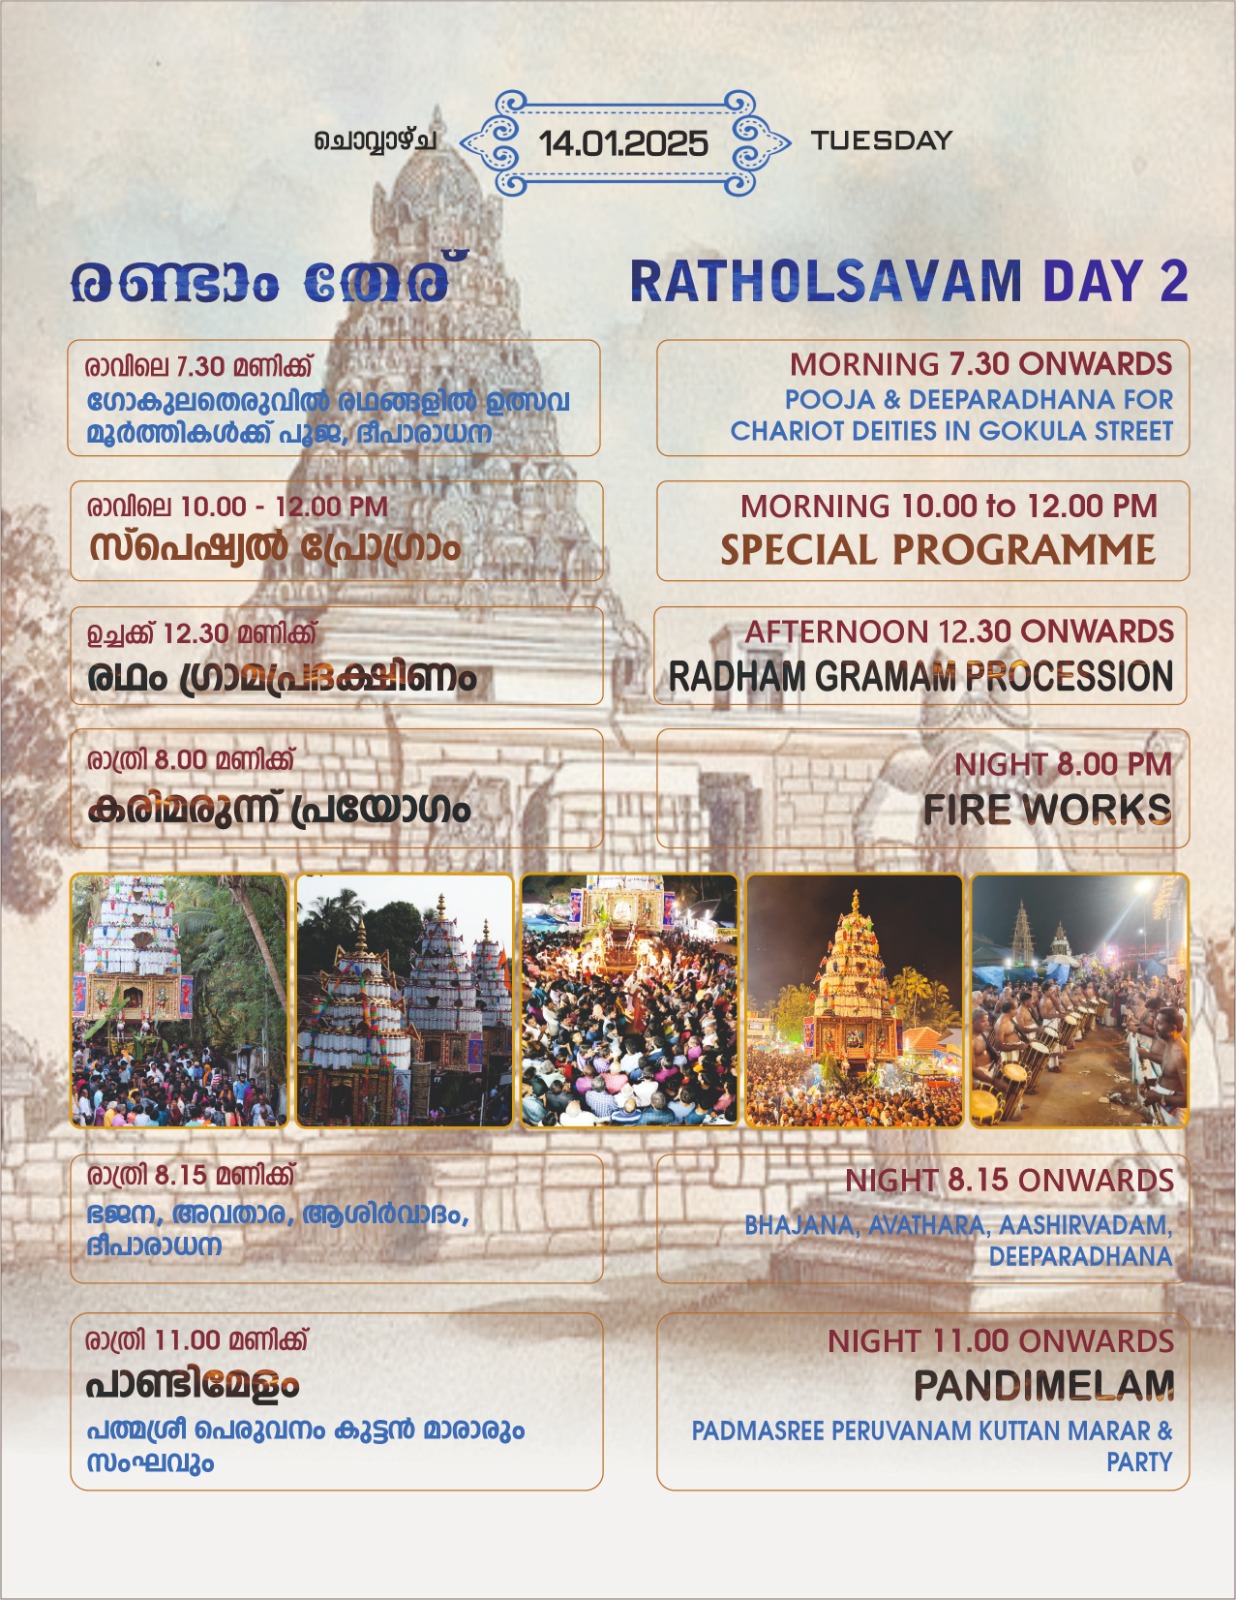 ചൊവ്വാഴ്ച
14.01.2025
TUESDAY
രണ്ടാം തേര്
RATHOLSAVAM DAY 2
രാവിലെ 7.30 മണിക്ക്
ഗോകുലതെരുവിൽ രഥങ്ങളിൽ ഉത്സവ
മൂർത്തികൾക്ക് പൂജ, ദീപാരാധന
MORNING 7.30 ONWARDS
POOJA & DEEPARADHANA FOR
CHARIOT DEITIES IN GOKULA STREET
രാവിലെ 10.00 - 12.00 PM
സ്പെഷ്യൽ പ്രോഗ്രാം
MORNING 10.00 to 12.00 PM
SPECIAL PROGRAMME
ഉച്ചക്ക് 12.30 മണിക്ക്
രഥം ഗ്രാമപ്രദക്ഷിണം
AFTERNOON 12.30 ONWARDS
RADHAM GRAMAM PROCESSION
രാത്രി 8.00 മണിക്ക്
കരിമരുന്ന് പ്രയോഗം
NIGHT 8.00 PM
FIRE WORKS
രാത്രി 8.15 മണിക്ക്
ഭജന, അവതാര, ആശിർവാദം,
ദീപാരാധന
NIGHT 8.15 ONWARDS
BHAJANA, AVATHARA, AASHIRVADAM,
DEEPARADHANA
രാത്രി 11.00 മണിക്ക്
പാണ്ടിമേളം
പത്മശ്രീ പെരുവനം കുട്ടൻ മാരാരും
സംഘവും
NIGHT 11.00 ONWARDS
PANDIMELAM
PADMASREE PERUVANAM KUTTAN MARAR &
PARTY